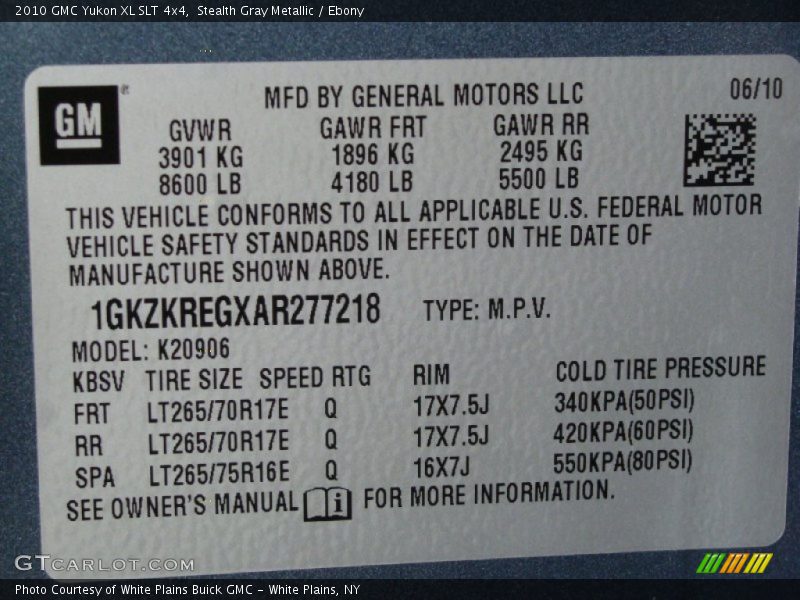 2010 GMC Yukon XL SLT 4x4, Stealth Gray Metallic / Ebony
GM
MFD BY GENERAL MOTORS LLC 06/10
GVWR GAWR FRT GAWR RR
3901 KG 1896 KG 2495 KG
8600 LB 4180 LB 5500 LB
THIS VEHICLE CONFORMS TO ALL APPLICABLE U.S. FEDERAL MOTOR
VEHICLE SAFETY STANDARDS IN EFFECT ON THE DATE OF
MANUFACTURE SHOWN ABOVE.
1GKZKREGXAR277218 TYPE: M.P.V.
MODEL: K20906
KBSV TIRE SIZE SPEED RTG RIM COLD TIRE PRESSURE
FRT LT265/70R17E Q 17X7.5J 340KPA(50PSI)
RR LT265/70R17E Q 17X7.5J 420KPA(60PSI)
SPA LT265/75R16E Q 16X7J 550KPA(80PSI)
SEE OWNER'S MANUAL i FOR MORE INFORMATION.
GTCARLOT.COM
Photo Courtesy of White Plains Buick GMC - White Plains, NY